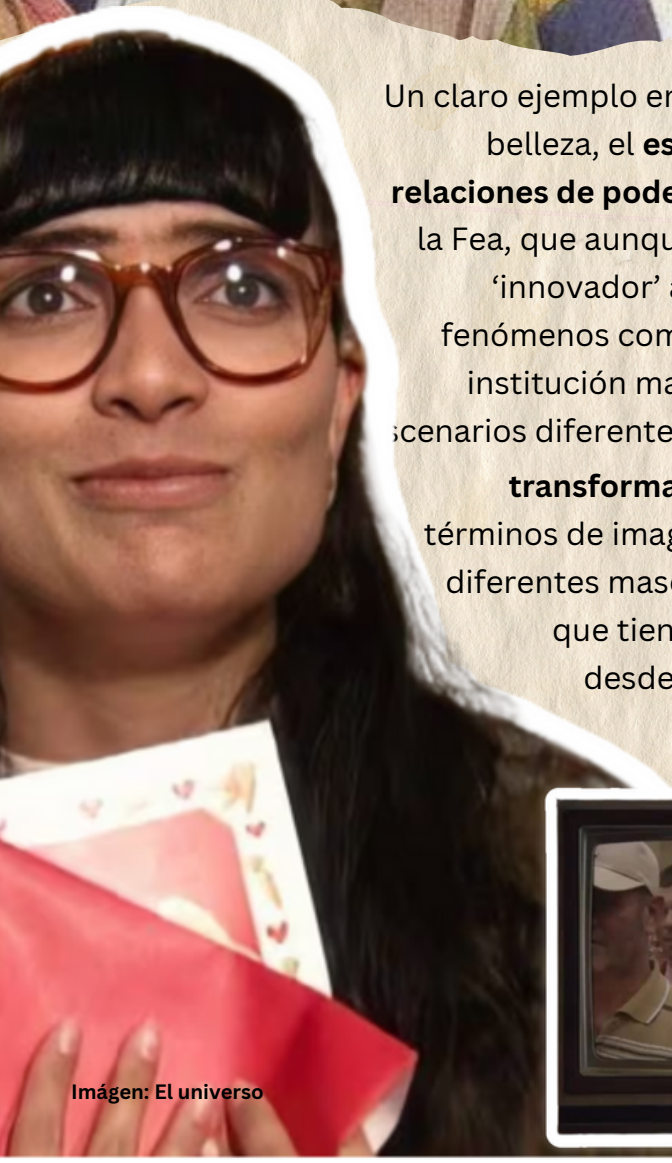 Un claro ejemplo en
belleza, el es
relaciones de pode
la Fea, que aunqu
‘innovador’ a
fenómenos com
institución ma
scenarios diferente
transforma
términos de imag
diferentes masc
que tien
desde
Imágen: El universo